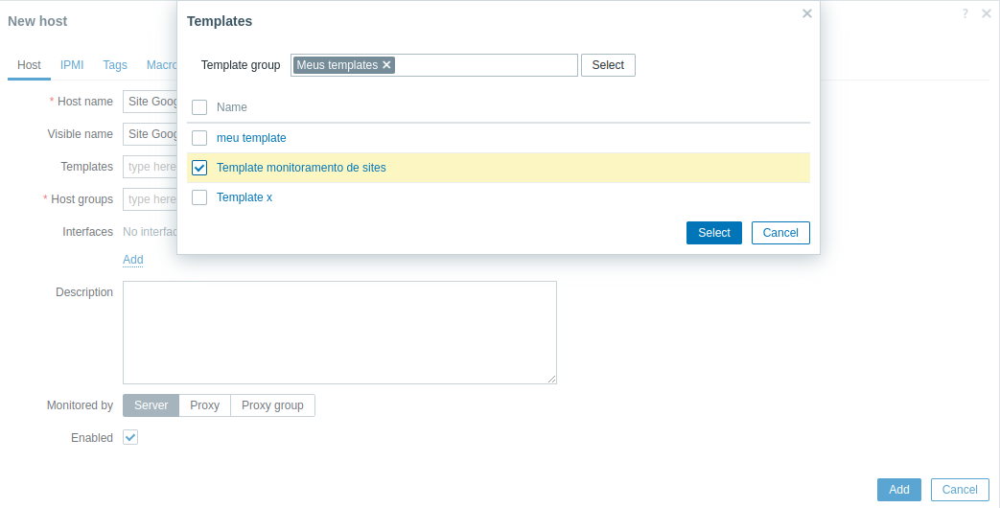 New host
?
Templates
Template group Meus templates Select
Host IPMI Tags Macro
Name
* Host name Site Goog
meu template
Visible name Site Goog
Template monitoramento de sites
Templates type here
* Host groups type here
Template x
Interfaces No interfac
Select Cancel
Add
Description
Monitored by Server Proxy Proxy group
Enabled
Add Cancel